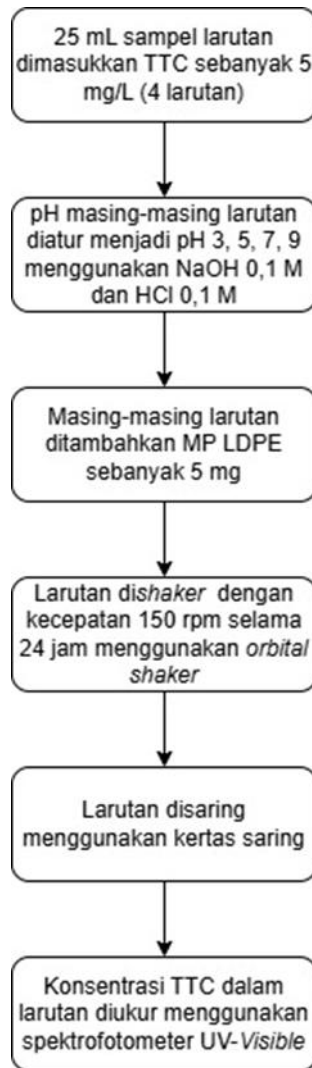 25 mL sampel larutan
dimasukkan TTC sebanyak 5
mg/L (4 larutan)
pH masing-masing larutan
diatur menjadi pH 3, 5, 7, 9
menggunakan NaOH 0,1 M
dan HCl 0,1 M
Masing-masing larutan
ditambahkan MP LDPE
sebanyak 5 mg
Larutan dishaker dengan
kecepatan 150 rpm selama
24 jam menggunakan orbital
shaker
Larutan disaring
menggunakan kertas saring
Konsentrasi TTC dalam
larutan diukur menggunakan
spektrofotometer UV-Visible